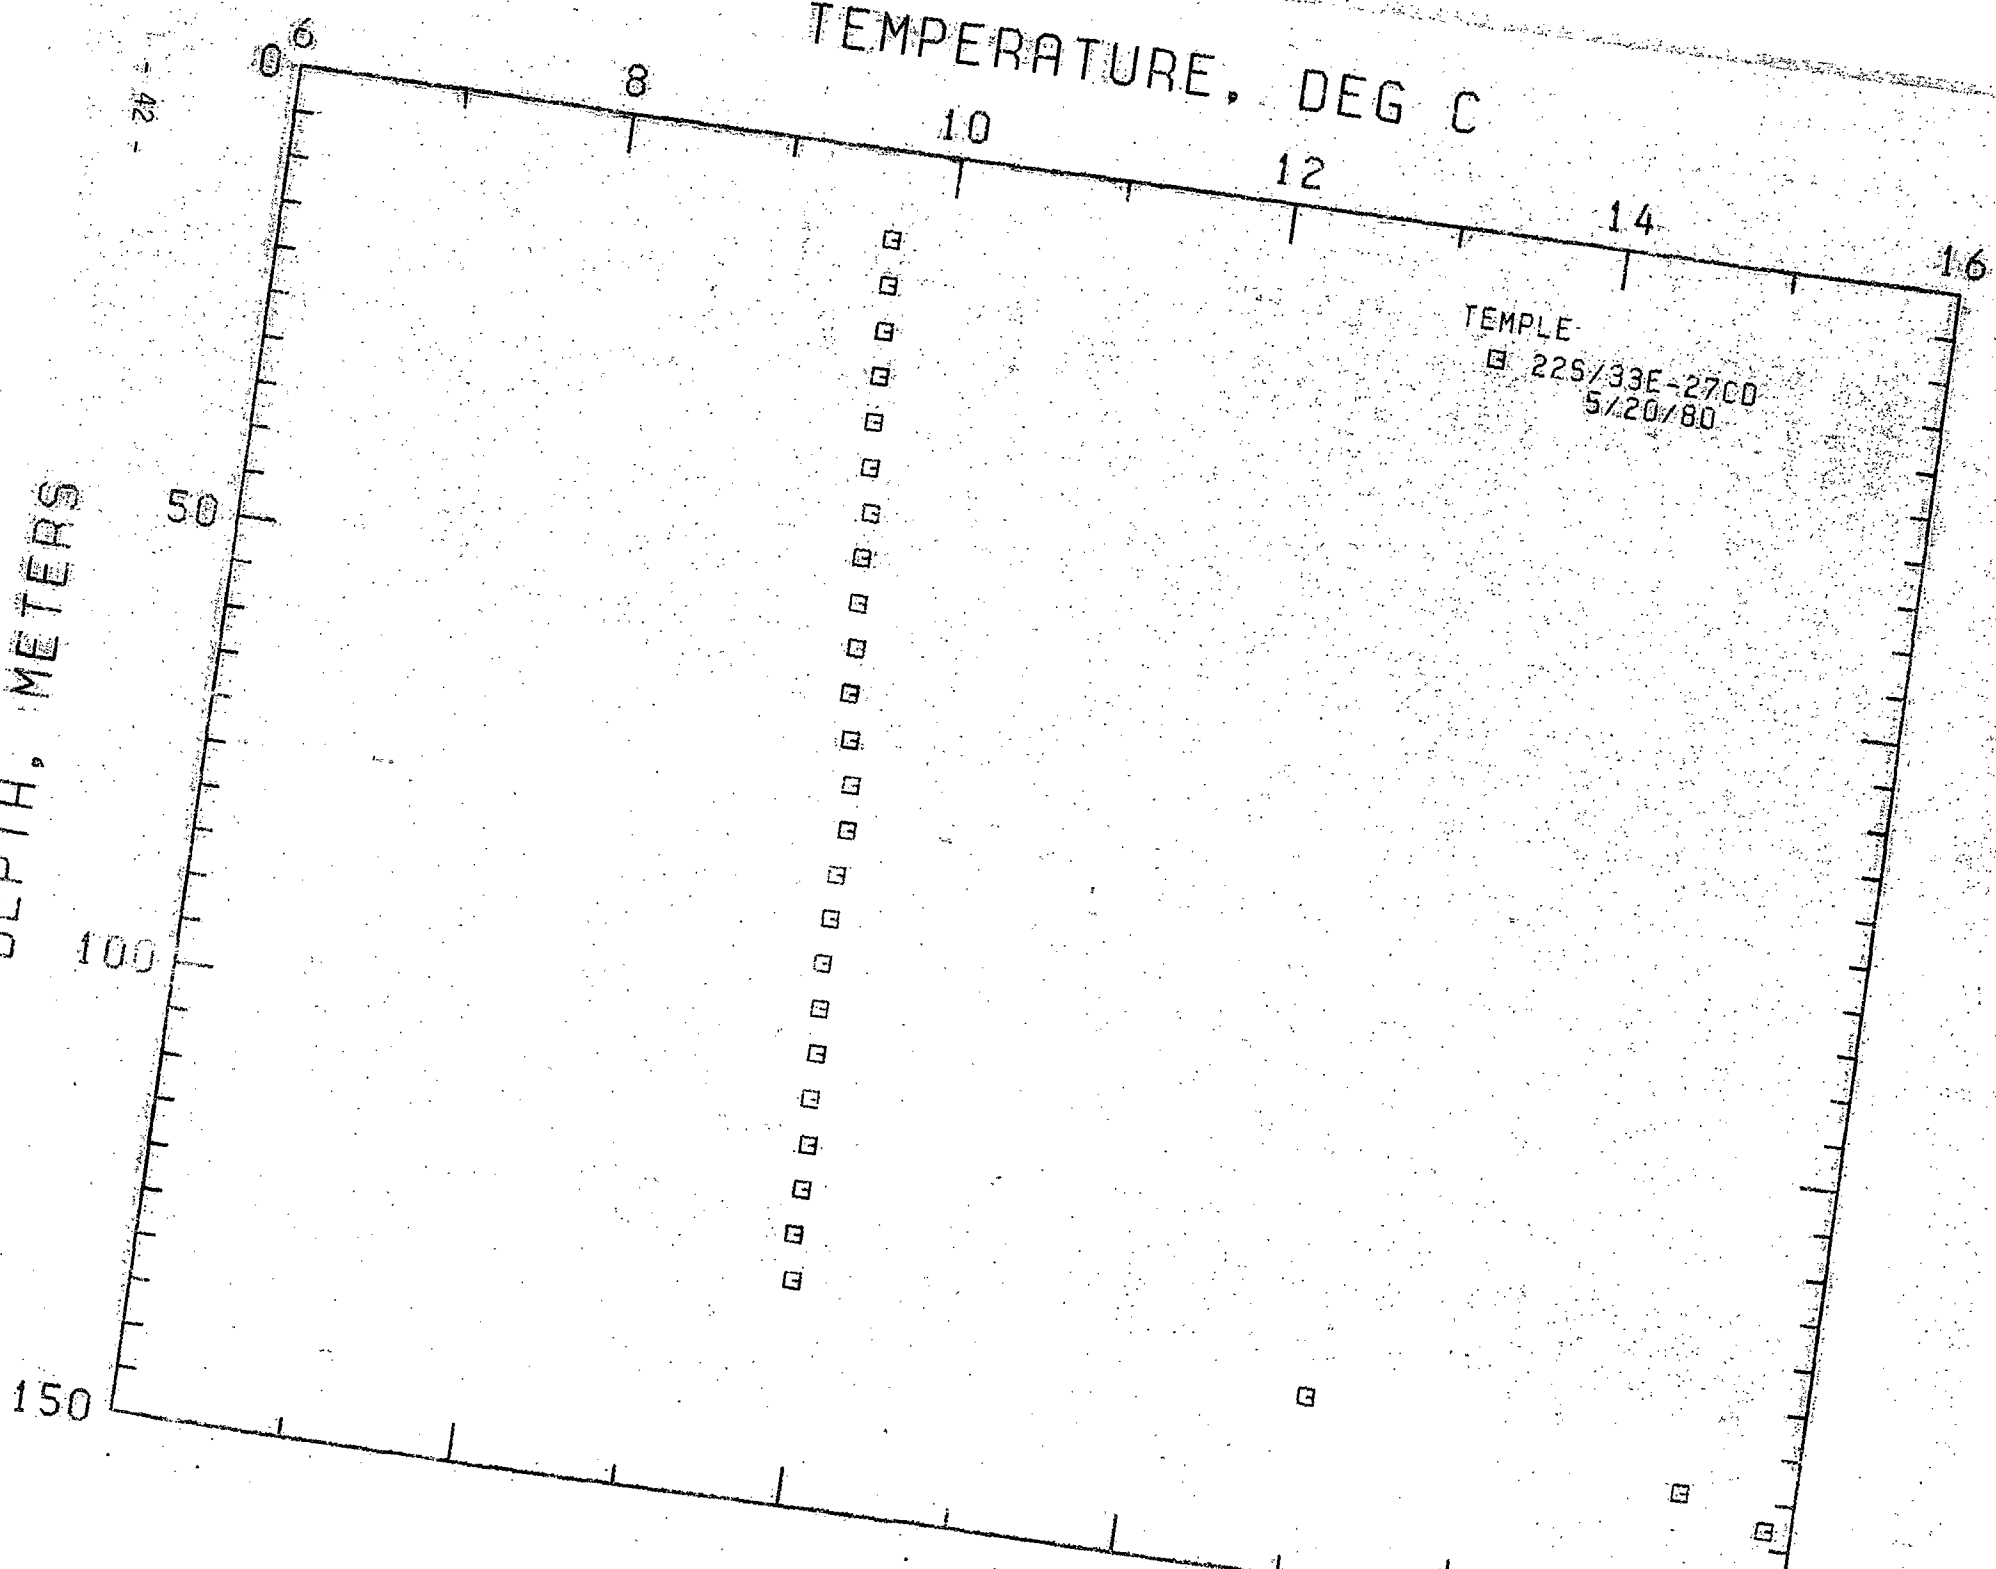 - 42 -
TEMPERATURE, DEG C
6 8 10 12 14 16
0
50
100
150
DEPTH, METERS
TEMPLE
22S/33E-27CD
5/20/80